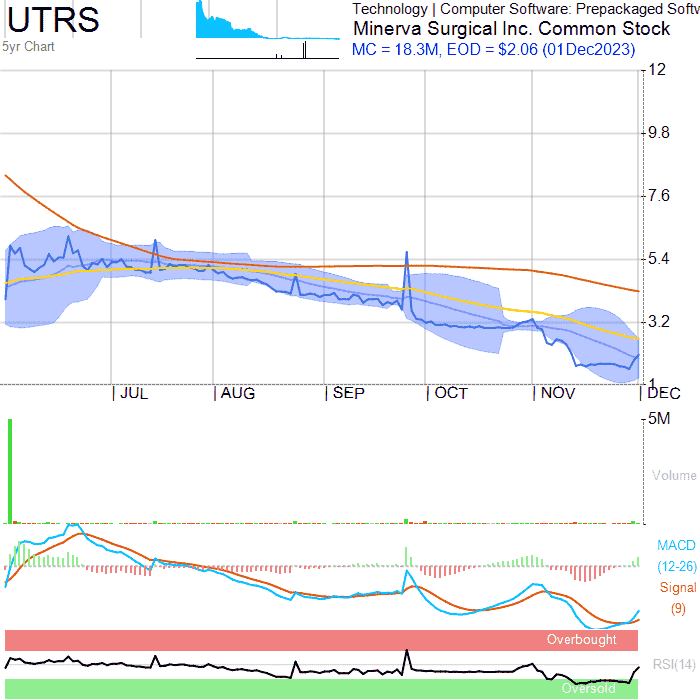 UTRS
5yr Chart
Technology | Computer Software: Prepackaged Softw
Minerva Surgical Inc. Common Stock
MC = 18.3M, EOD = $2.06 (01Dec2023)
12
9.8
7.6
5.4
3.2
1
JUL AUG SEP OCT NOV DEC
5M
Volume
MACD
(12-26)
Signal
(9)
Overbought
RSI(14)
Oversold